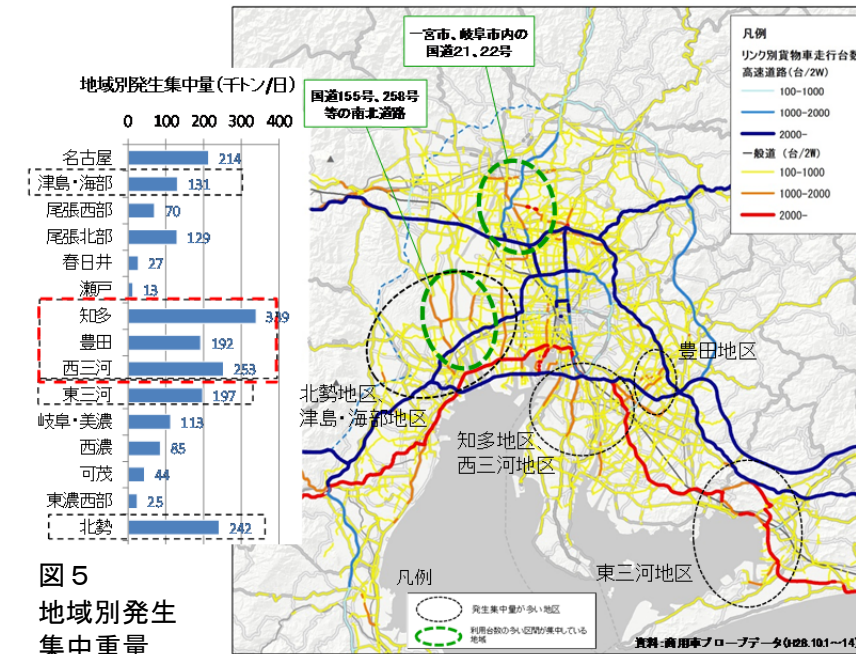 一宮市、岐阜市内の
国道21、22号
国道155号、258号
等の南北道路
地域別発生集中量(千トン/日)
0 100 200 300 400
名古屋 214
津島・海部 131
尾張西部 70
尾張北部 129
春日井 27
瀬戸 13
知多 339
豊田 192
西三河 253
東三河 197
岐阜・美濃 113
西濃 85
可茂 44
東濃西部 25
北勢 242
図5
地域別発生
集中重量
凡例
リンク別貨物車走行台数
高速道路(台/2W)
100-1000
1000-2000
2000-
一般道 (台/2W)
100-1000
1000-2000
2000-
豊田地区
北勢地区、
津島・海部地区
知多地区、
西三河地区
東三河地区
凡例
発生集中量が多い地区
利用台数の多い区間が集中している
地域
資料:商用車プローブデータ(H28.10.1~14)